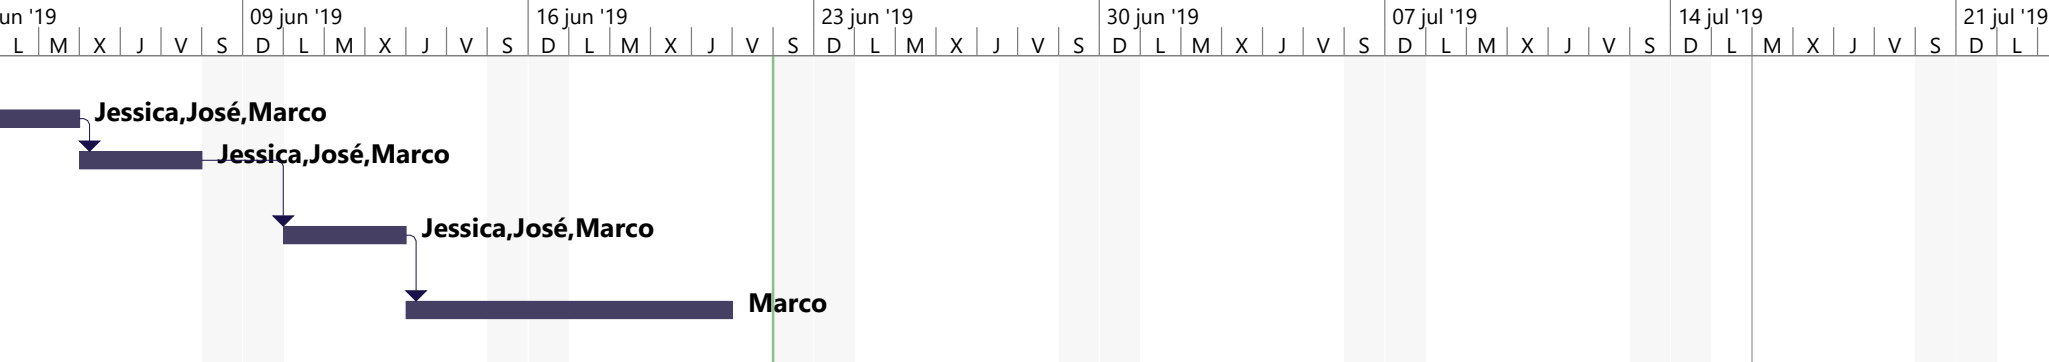 un '19 09 jun '19 16 jun '19 23 jun '19 30 jun '19 07 jul '19 14 jul '19 21 jul '19
L M X J V S D L M X J V S D L M X J V S D L M X J V S D L M X J V S D L M X J V S D L M X J V S D L
Jessica,José,Marco
Jessica,José,Marco
Jessica,José,Marco
Marco